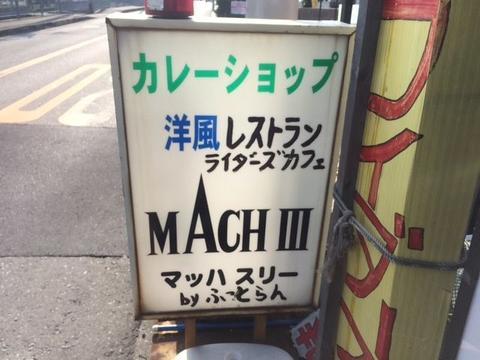 カレーショップ
洋風レストラン
ライダーズカフェ
MACH III
マッハ スリー
by ふっとらん